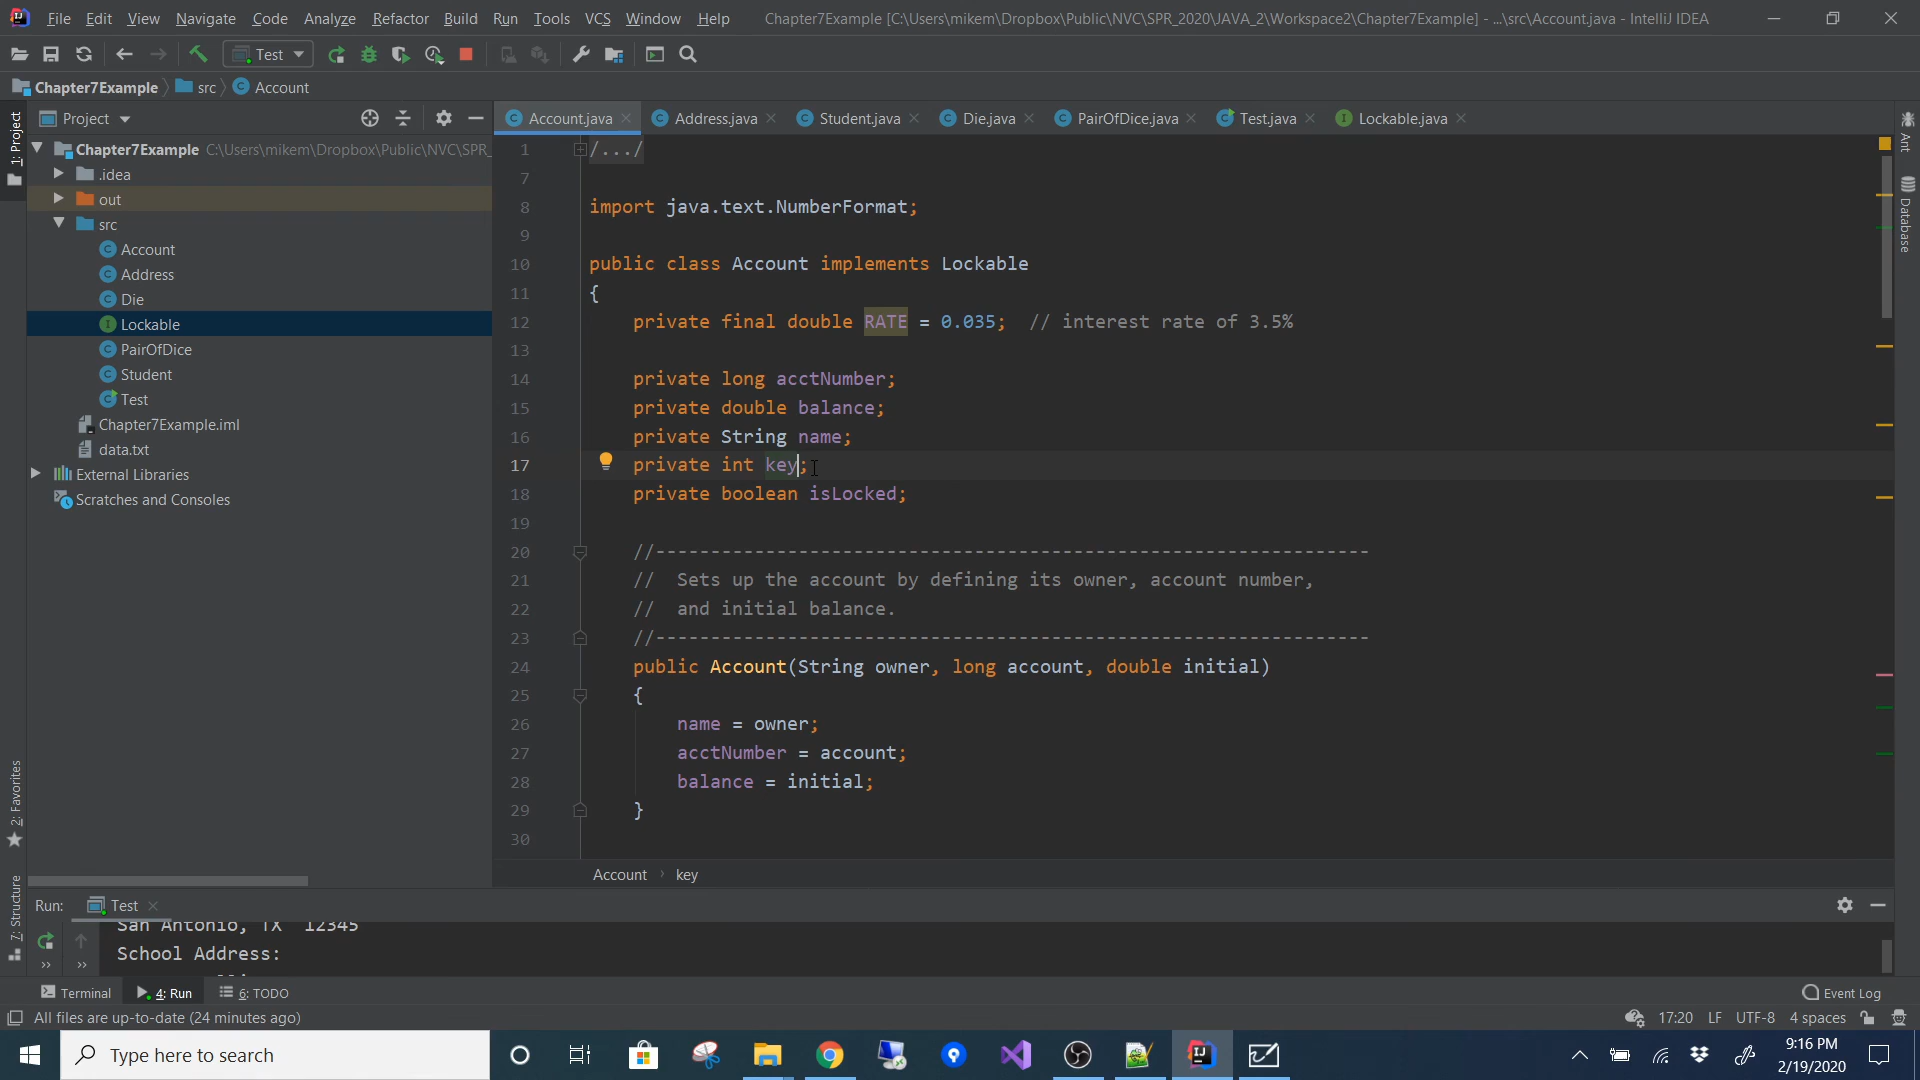 File Edit View Navigate Code Analyze Refactor Build Run Tools VCS Window Help Chapter7Example [C:\Users\mikem\Dropbox\Public\NVC\SPR_2020\JAVA_2\Workspace2\Chapter7Example] - ...\src\Account.java - IntelliJ IDEA
Test
Chapter7Example src Account
Project
Account.java Address.java Student.java Die.java PairOfDice.java Test.java Lockable.java
1: Project
Chapter7Example C:\Users\mikem\Dropbox\Public\NVC\SPR_
.idea
out
src
Account
Address
Die
Lockable
PairOfDice
Student
Test
Chapter7Example.iml
data.txt
External Libraries
Scratches and Consoles
2: Favorites
7: Structure
Ant
Database
1 /.../
7
8 import java.text.NumberFormat;
9
10 public class Account implements Lockable
11 {
12 private final double RATE = 0.035; // interest rate of 3.5%
13
14 private long acctNumber;
15 private double balance;
16 private String name;
17 private int key;
18 private boolean isLocked;
19
20 //-----------------------------------------------------------------
21 // Sets up the account by defining its owner, account number,
22 // and initial balance.
23 //-----------------------------------------------------------------
24 public Account(String owner, long account, double initial)
25 {
26 name = owner;
27 acctNumber = account;
28 balance = initial;
29 }
30
Account key
Run: Test
San Antonio, TX 12345
School Address:
Terminal 4: Run 6: TODO Event Log
All files are up-to-date (24 minutes ago) 17:20 LF UTF-8 4 spaces
Type here to search
9:16 PM
2/19/2020